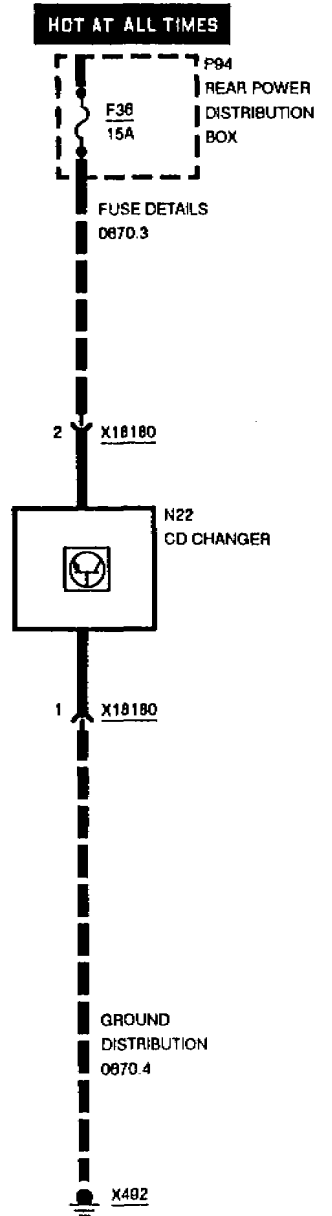 HOT AT ALL TIMES
P94
REAR POWER
DISTRIBUTION
BOX
F36
15A
FUSE DETAILS
0670.3
2 X18180
N22
CD CHANGER
1 X18180
GROUND
DISTRIBUTION
0670.4
X492